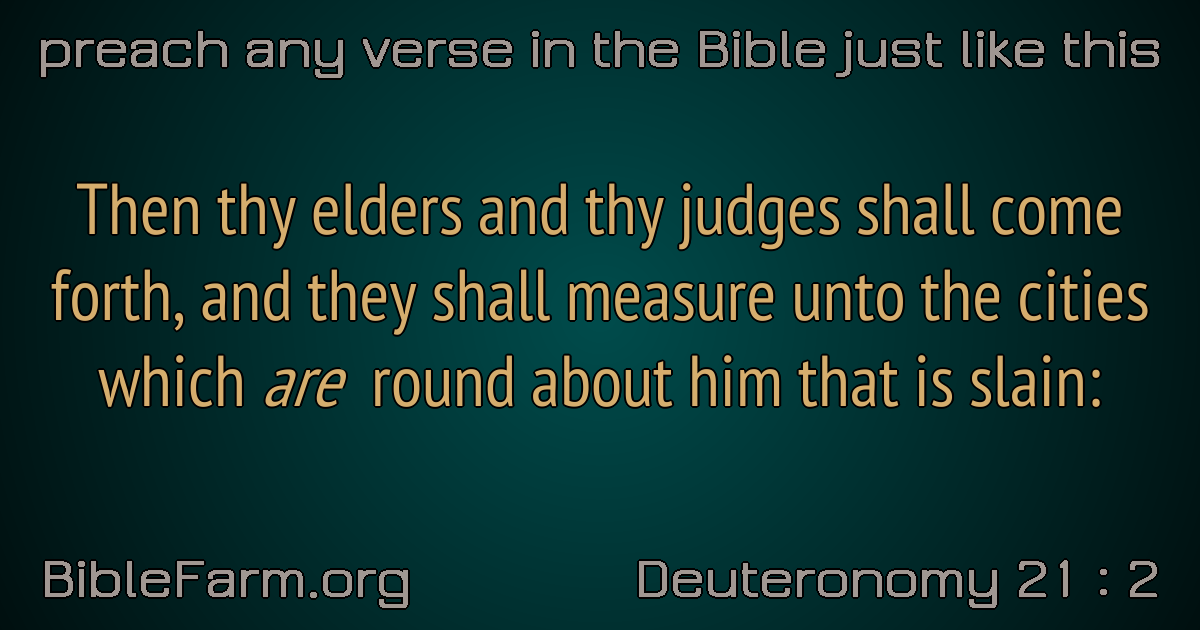 preach any verse in the Bible just like this
Then thy elders and thy judges shall come
forth, and they shall measure unto the cities
which are round about him that is slain:
BibleFarm.org
Deuteronomy 21 : 2